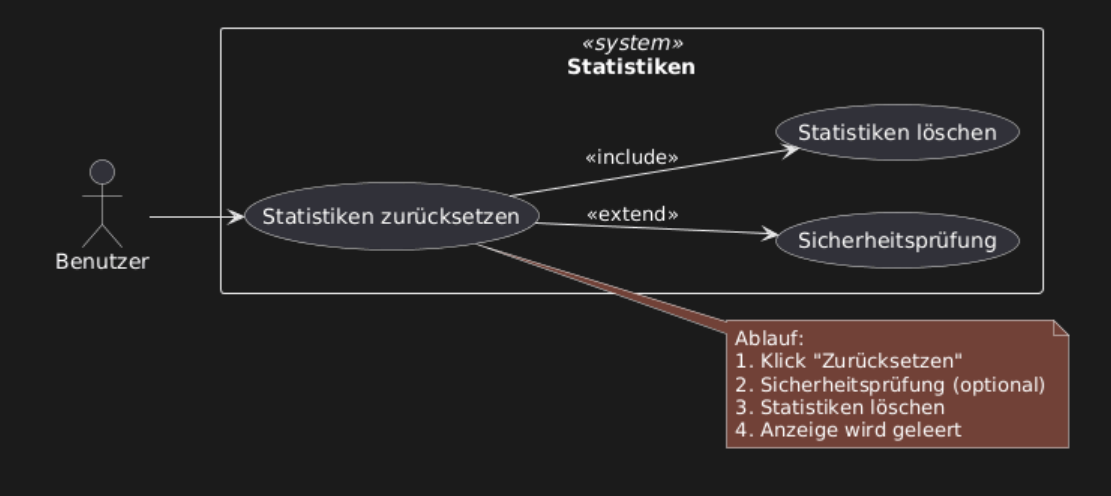 «system»
Statistiken
Statistiken löschen
«include»
Statistiken zurücksetzen
«extend»
Sicherheitsprüfung
Benutzer
Ablauf:
1. Klick "Zurücksetzen"
2. Sicherheitsprüfung (optional)
3. Statistiken löschen
4. Anzeige wird geleert